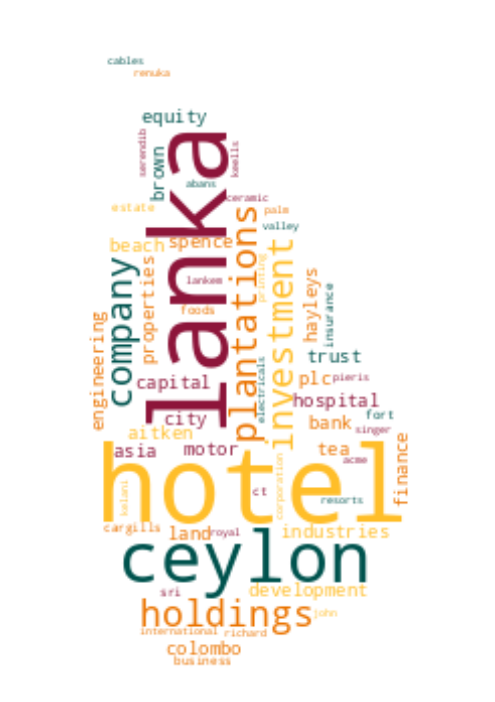 cables
renuka
equity
serendib
brown
lanka
keells
abans
ceramic
estate
plantations
palm
valley
beach
spence
investment
company
properties
printing
hayleys
insurance
lankem
foods
engineering
electricals
trust
capital
plc
pieris
hospital
city
bank
fort
aitken
singer
asia
motor
tea
acme
finance
hotel
kelani
ct
corporation
resorts
cargills
land
royal
industries
ceylon
sri
development
holdings
john
international
richard
colombo
business